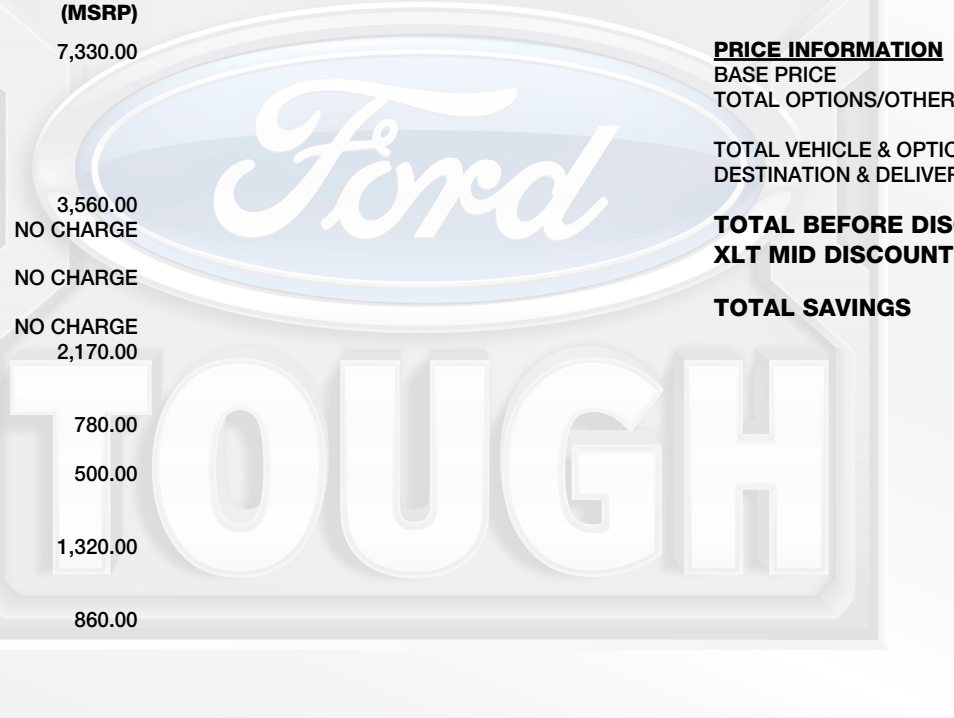 (MSRP)
7,330.00
3,560.00
NO CHARGE
NO CHARGE
NO CHARGE
2,170.00
780.00
500.00
1,320.00
860.00
PRICE INFORMATION
BASE PRICE
TOTAL OPTIONS/OTHER
TOTAL VEHICLE & OPTIO
DESTINATION & DELIVER
TOTAL BEFORE DISC
XLT MID DISCOUNT
TOTAL SAVINGS
Ford
TOUGH